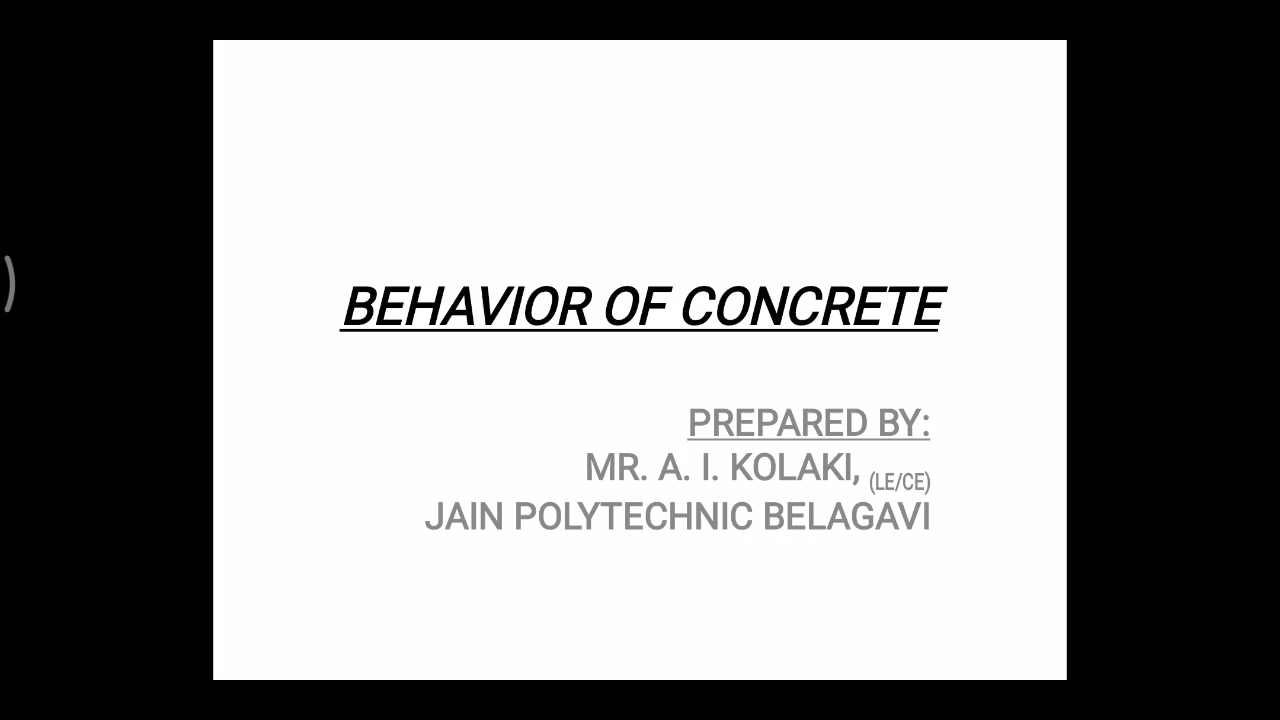 BEHAVIOR OF CONCRETE
PREPARED BY:
MR. A. I. KOLAKI, (LE/CE)
JAIN POLYTECHNIC BELAGAVI